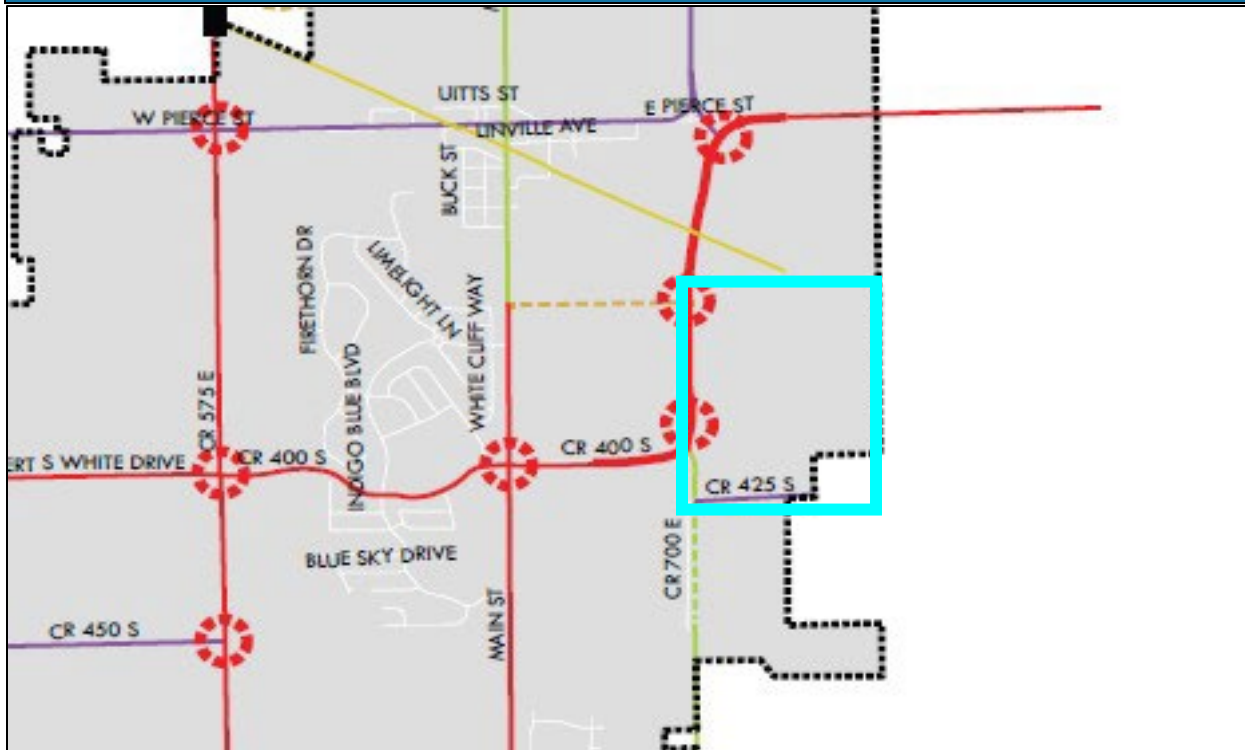 UITTS ST
E PIERCE ST
W PIERCE ST
LINVILLE AVE
BUCK ST
FIRETHORN DR
LIMELIGHT LN
WHITE CLIFF WAY
INDIGO BLUE BLVD
CR 575 E
ERT S WHITE DRIVE
CR 400 S
CR 400 S
CR 425 S
BLUE SKY DRIVE
CR 700 E
MAIN ST
CR 450 S